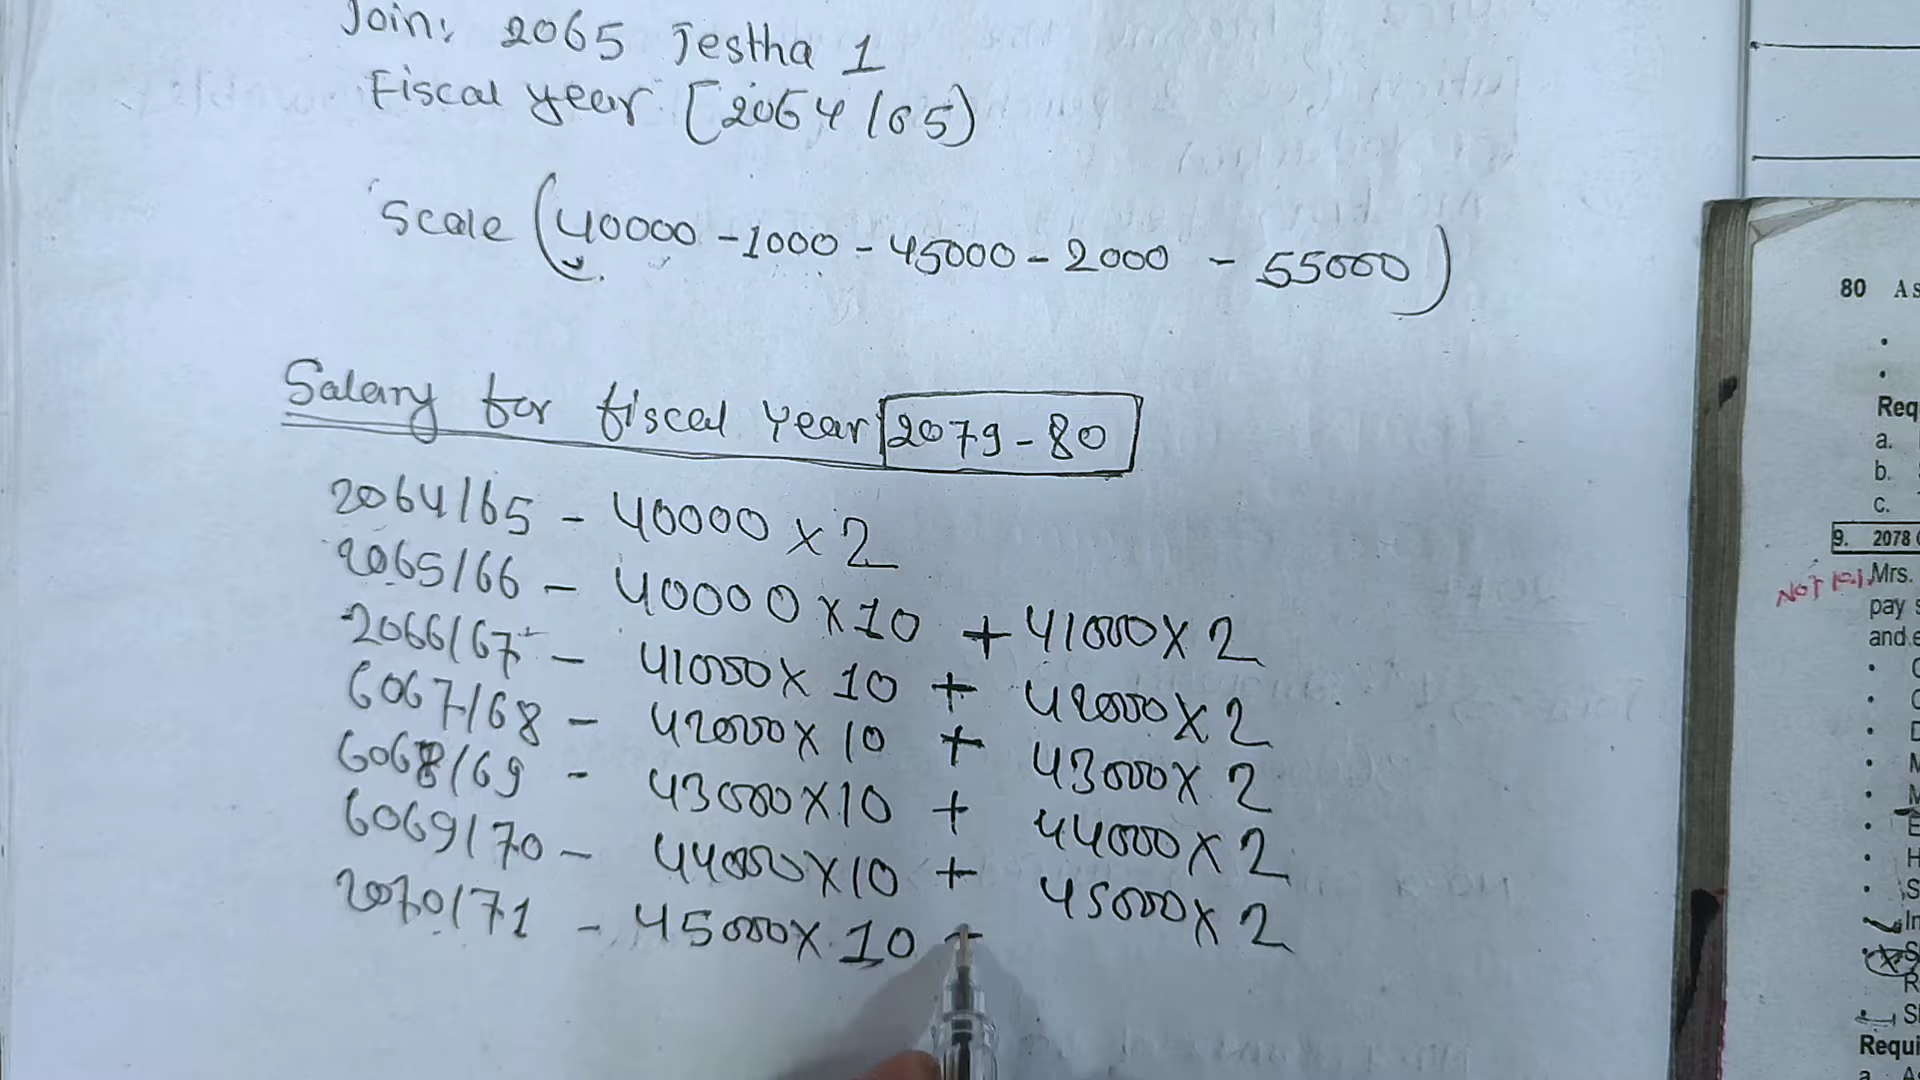 Join: 2065 Jestha 1
Fiscal year [2064/65)
Scale (40000 - 1000 - 45000 - 2000 - 55000)
Salary for fiscal year 2079-80
2064/65 - 40000 x 2
2065/66 - 40000 x 10 + 41000 x 2
2066/67 - 41000 x 10 + 42000 x 2
6067/68 - 42000 x 10 + 43000 x 2
6068/69 - 43000 x 10 + 44000 x 2
6069/70 - 44000 x 10 + 45000 x 2
2070/71 - 45000 x 10
80 As
Req
a.
b.
c.
9. 2078
Mrs.
pay
and
In
Requi
a